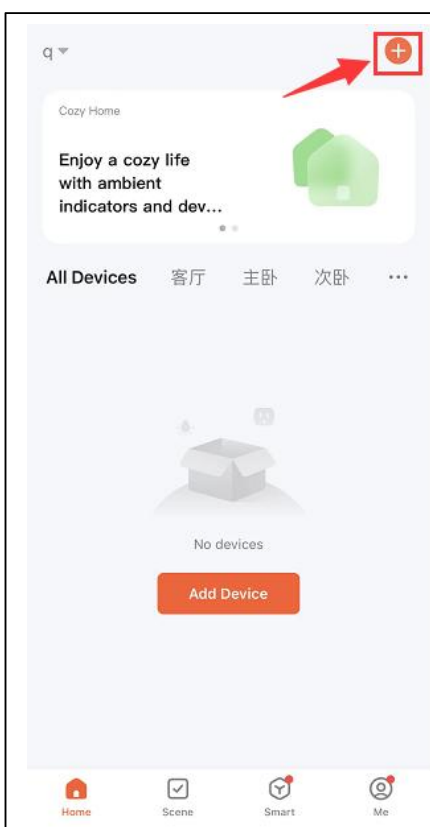 q
Cozy Home
Enjoy a cozy life
with ambient
indicators and dev...
All Devices 客厅 主卧 次卧 ...
No devices
Add Device
Home Scene Smart Me